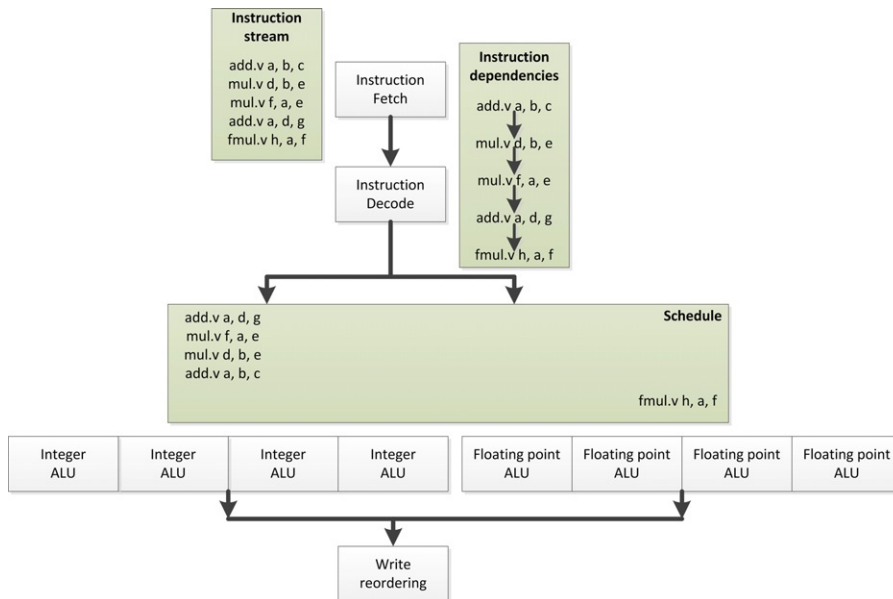 Instruction
stream
add.v a, b, c
mul.v d, b, e
mul.v f, a, e
add.v a, d, g
fmul.v h, a, f
Instruction
Fetch
Instruction
Decode
Instruction
dependencies
add.v a, b, c
mul.v d, b, e
mul.v f, a, e
add.v a, d, g
fmul.v h, a, f
Schedule
add.v a, d, g
mul.v f, a, e
mul.v d, b, e
add.v a, b, c
fmul.v h, a, f
Integer
ALU
Integer
ALU
Integer
ALU
Integer
ALU
Floating point
ALU
Floating point
ALU
Floating point
ALU
Floating point
ALU
Write
reordering